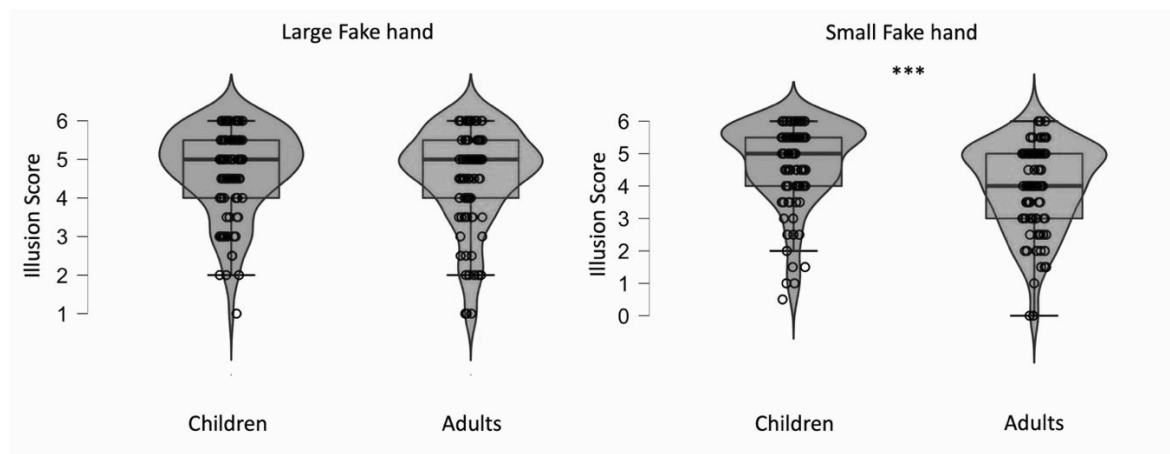 Large Fake hand
Illusion Score
6
5
4
3
2
1
Children Adults
Small Fake hand
***
Illusion Score
6
5
4
3
2
1
0
Children Adults